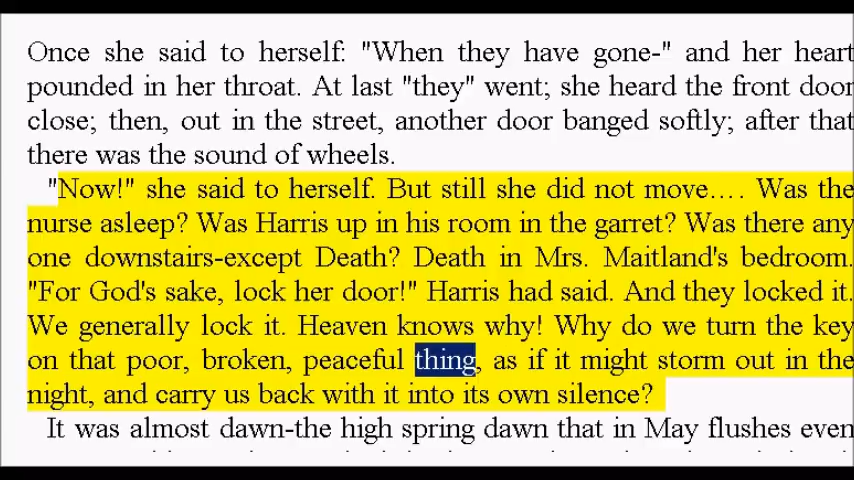 Once she said to herself: "When they have gone-" and her heart
pounded in her throat. At last "they" went; she heard the front door
close; then, out in the street, another door banged softly; after that
there was the sound of wheels.
"Now!" she said to herself. But still she did not move.... Was the
nurse asleep? Was Harris up in his room in the garret? Was there any
one downstairs-except Death? Death in Mrs. Maitland's bedroom.
"For God's sake, lock her door!" Harris had said. And they locked it.
We generally lock it. Heaven knows why! Why do we turn the key
on that poor, broken, peaceful thing, as if it might storm out in the
night, and carry us back with it into its own silence?
It was almost dawn-the high spring dawn that in May flushes even